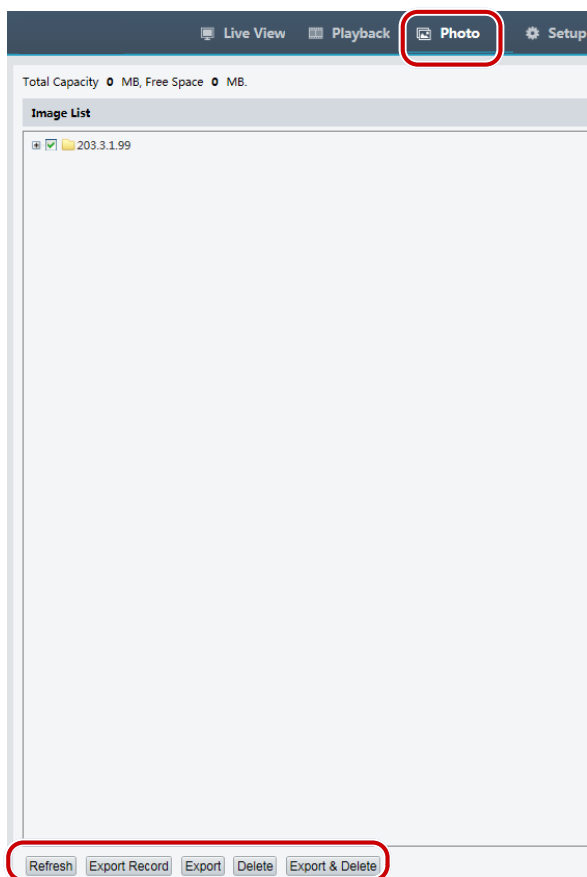 Live View Playback Photo Setup
Total Capacity 0 MB, Free Space 0 MB.
Image List
203.3.1.99
Refresh Export Record Export Delete Export & Delete